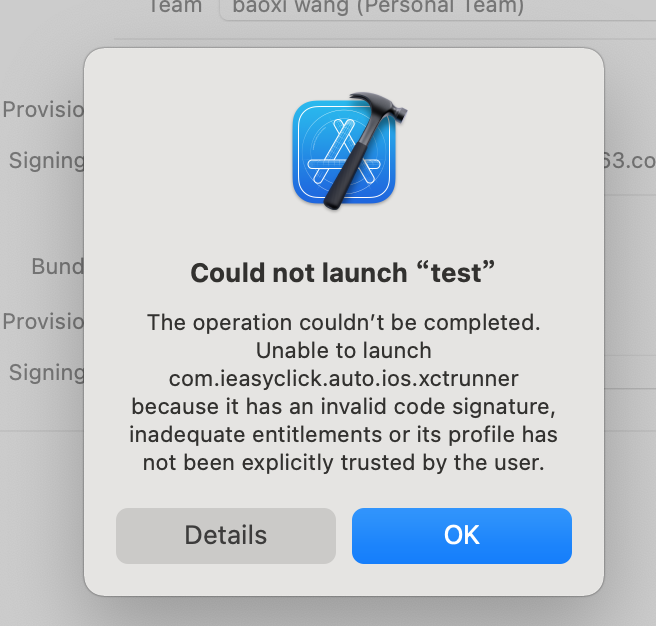 Team baoxi wang (Personal Team)
Provisio
Signing 63.co
Bund
Provisio
Signing
Could not launch “test”
The operation couldn’t be completed.
Unable to launch
com.ieasyclick.auto.ios.xctrunner
because it has an invalid code signature,
inadequate entitlements or its profile has
not been explicitly trusted by the user.
Details OK